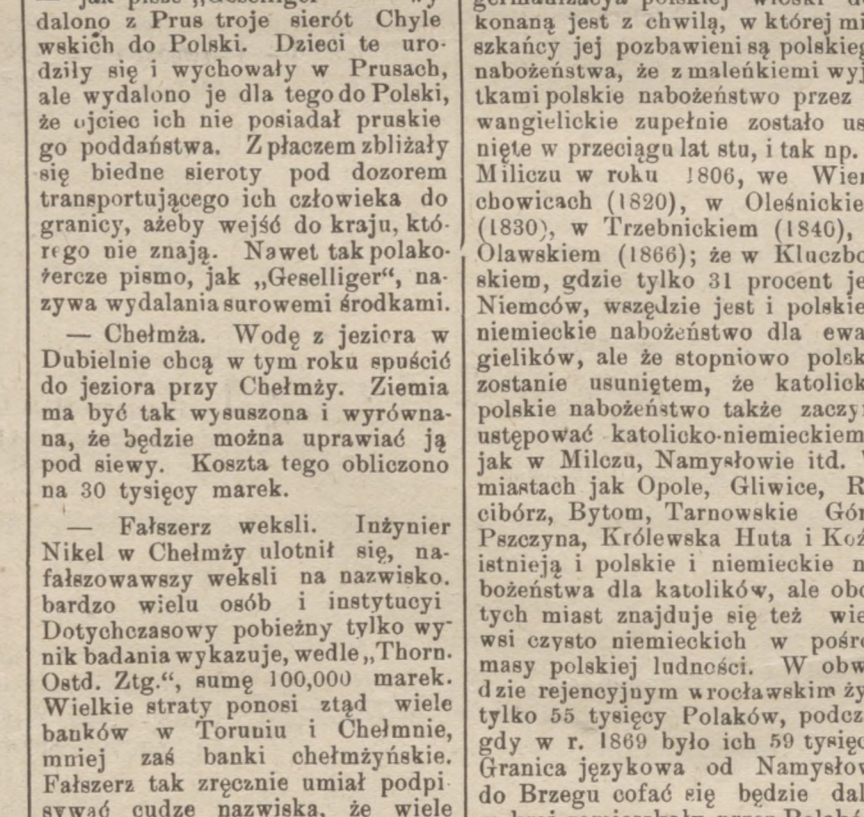 dalono z Prus troje sierót Chyle
wskich do Polski. Dzieci te uro-
dziły się i wychowały w Prusach,
ale wydalono je dla tego do Polski,
że ojciec ich nie posiadał pruskie
go poddaństwa. Z płaczem zbliżały
się biedne sieroty pod dozorem
transportującego ich człowieka do
granicy, ażeby wejść do kraju, któ-
rego nie znają. Nawet tak polako-
żercze pismo, jak „Geselliger“, na-
zywa wydalania surowemi środkami.
— Chełmża. Wodę z jeziora w
Dubielnie chcą w tym roku spuścić
do jeziora przy Chełmży. Ziemia
ma być tak wysuszona i wyrówna-
na, że będzie można uprawiać ją
pod siewy. Koszta tego obliczono
na 30 tysięcy marek.
— Fałszerz weksli. Inżynier
Nikel w Chełmży ulotnił się, na-
fałszowawszy weksli na nazwisko.
bardzo wielu osób i instytucyi
Dotychczasowy pobieżny tylko wy-
nik badania wykazuje, wedle „Thorn.
Ostd. Ztg.“, sumę 100,000 marek.
Wielkie straty ponosi ztąd wiele
banków w Toruniu i Chełmnie,
mniej zaś banki chełmżyńskie.
Fałszerz tak zręcznie umiał podpi
sywać cudze nazwiska, że wiele
konaną jest z chwilą, w której mi
szkańcy jej pozbawieni są polskieg
nabożeństwa, że z maleńkiemi wyj
tkami polskie nabożeństwo przez
wangielickie zupełnie zostało us
nięte w przeciągu lat stu, i tak np.
Miliczu w roku 1806, we Wier
chowicach (1820), w Oleśnickie
(1830), w Trzebnickiem (1840),
Olawskiem (1866); że w Kluczbo
skiem, gdzie tylko 31 procent je
Niemców, wszędzie jest i polskie
niemieckie nabożeństwo dla ewa
gielików, ale że stopniowo polsk
zostanie usuniętem, że katolick
polskie nabożeństwo także zaczy
ustępować katolicko-niemieckiem
jak w Milczu, Namysłowie itd.
miastach jak Opole, Gliwice, R
cibórz, Bytom, Tarnowskie Gór
Pszczyna, Królewska Huta i Koź
istnieją i polskie i niemieckie n
bożeństwa dla katolików, ale obo
tych miast znajduje się też wie
wsi czysto niemieckich w pośro
masy polskiej ludności. W obw
dzie rejencyjnym wrocławskim ży
tylko 55 tysięcy Polaków, podcz
gdy w r. 1869 było ich 59 tysięc
Granica językowa od Namysłow
do Brzegu cofać się będzie dal